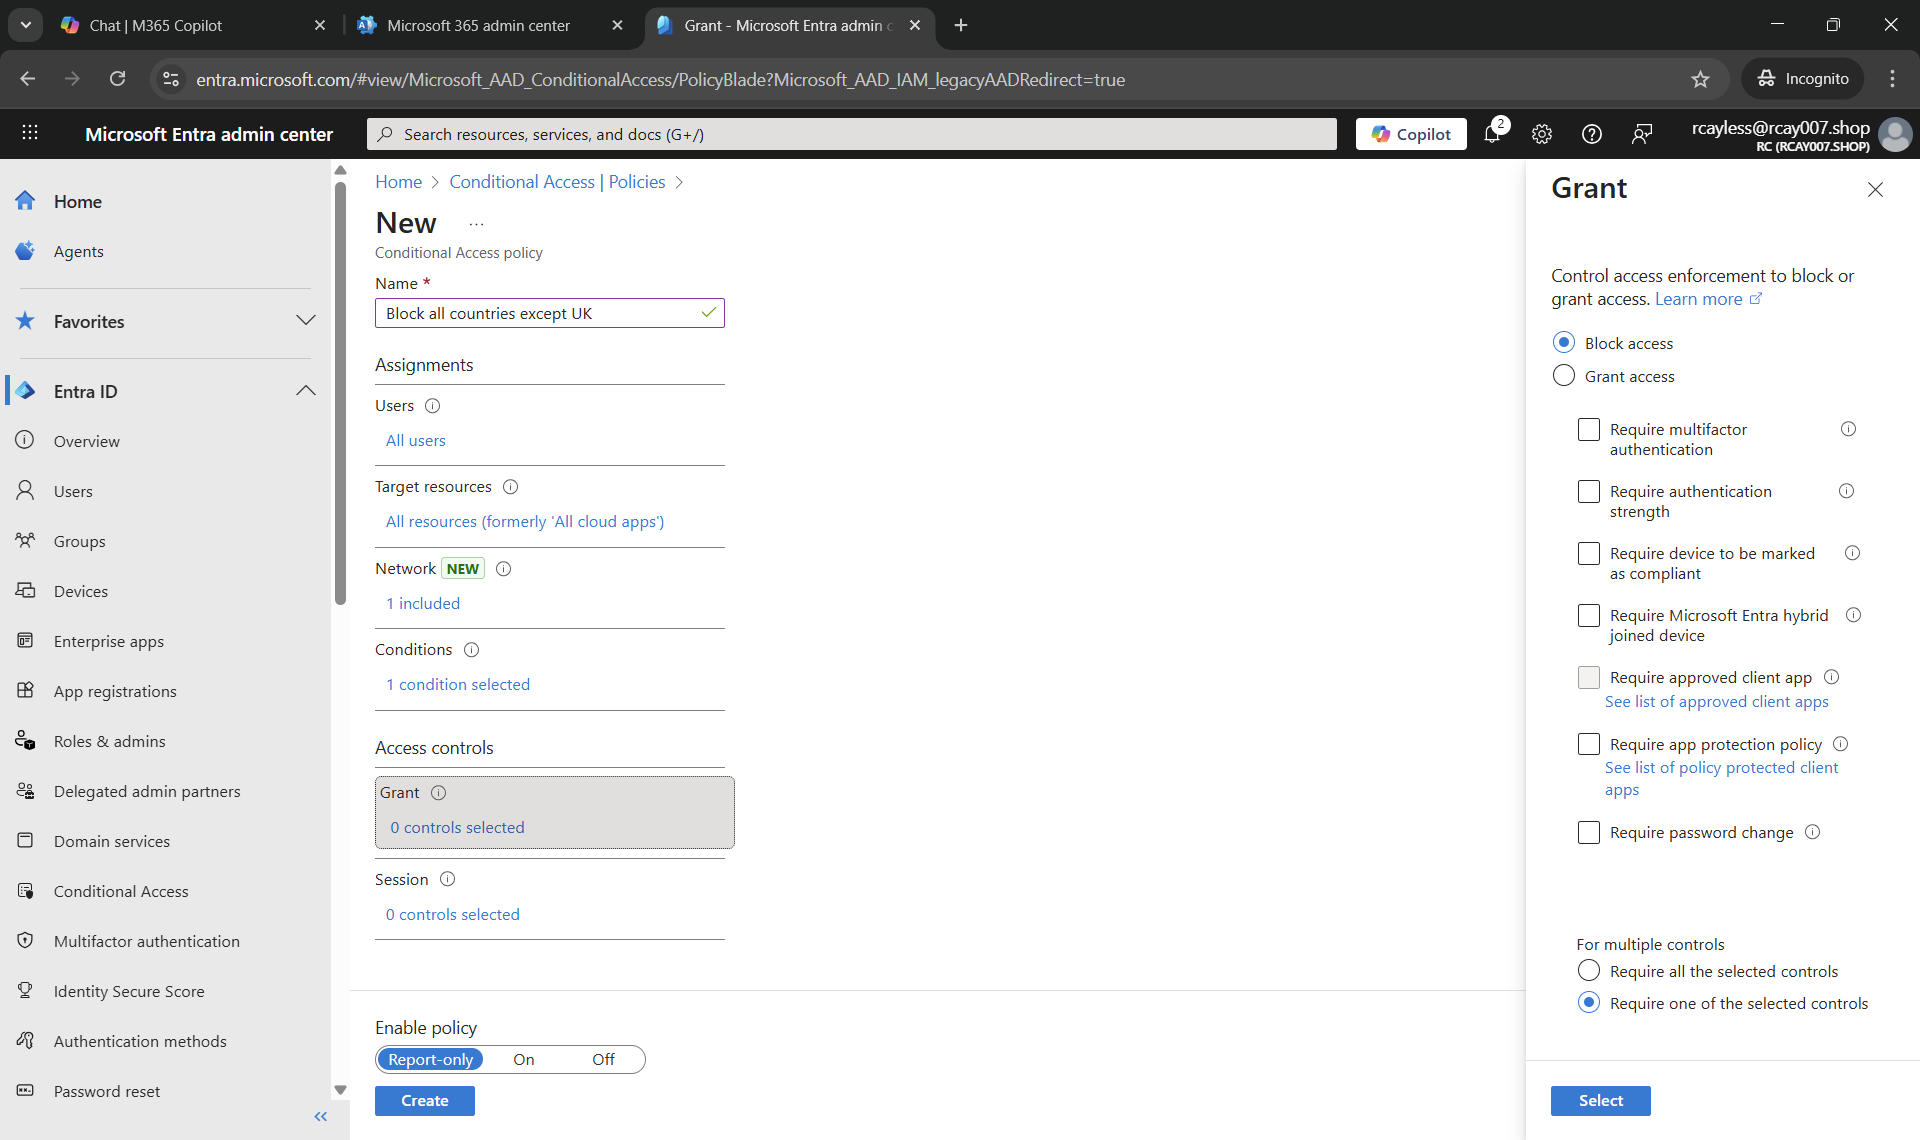 Chat | M365 Copilot
Microsoft 365 admin center
Grant - Microsoft Entra admin c
entra.microsoft.com/#view/Microsoft_AAD_ConditionalAccess/PolicyBlade?Microsoft_AAD_IAM_legacyAADRedirect=true
Incognito
Microsoft Entra admin center
Search resources, services, and docs (G+/)
Copilot
2
rcayless@rcay007.shop
RC (RCAY007.SHOP)
Home
Agents
Favorites
Entra ID
Overview
Users
Groups
Devices
Enterprise apps
App registrations
Roles & admins
Delegated admin partners
Domain services
Conditional Access
Multifactor authentication
Identity Secure Score
Authentication methods
Password reset
Home > Conditional Access | Policies >
New ...
Conditional Access policy
Name *
Block all countries except UK
Assignments
Users
All users
Target resources
All resources (formerly 'All cloud apps')
Network NEW
1 included
Conditions
1 condition selected
Access controls
Grant
0 controls selected
Session
0 controls selected
Enable policy
Report-only On Off
Create
Grant
Control access enforcement to block or
grant access. Learn more
Block access
Grant access
Require multifactor
authentication
Require authentication
strength
Require device to be marked
as compliant
Require Microsoft Entra hybrid
joined device
Require approved client app
See list of approved client apps
Require app protection policy
See list of policy protected client
apps
Require password change
For multiple controls
Require all the selected controls
Require one of the selected controls
Select